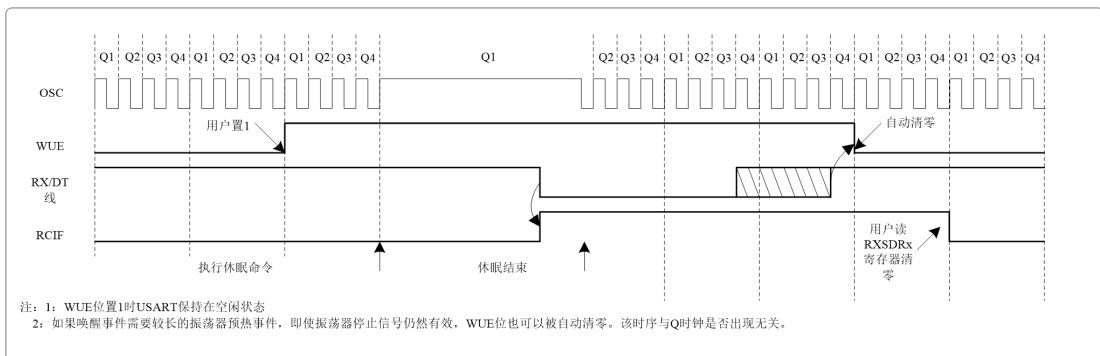 Q1 Q2 Q3 Q4 Q1 Q2 Q3 Q4 Q1 Q2 Q3 Q4 Q1 Q2 Q3 Q4 Q1 Q2 Q3 Q4 Q1 Q2 Q3 Q4 Q1 Q2 Q3 Q4 Q1 Q2 Q3 Q4
OSC
用户置1
自动清零
WUE
RX/DT
线
RCIF
用户读
RXSDRx
寄存器清
零
执行休眠命令
休眠结束
注：1：WUE位置1时USART保持在空闲状态
2：如果唤醒事件需要较长的振荡器预热事件，即使振荡器停止信号仍然有效，WUE位也可以被自动清零。该时序与Q时钟是否出现无关。